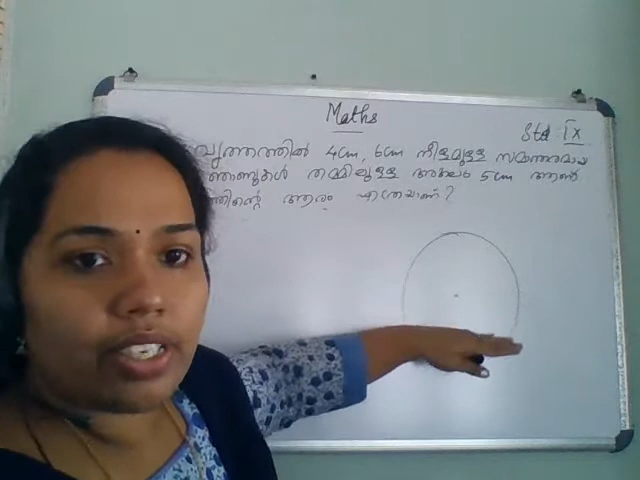 Maths
Std IX
വൃത്തത്തിൽ 4cm, 6cm നീളമുള്ള സമാന്തരമായ
ഞാണുകൾ തമ്മിലുള്ള അകലം 5cm ആണ്
ആരം എത്രയാണ്?